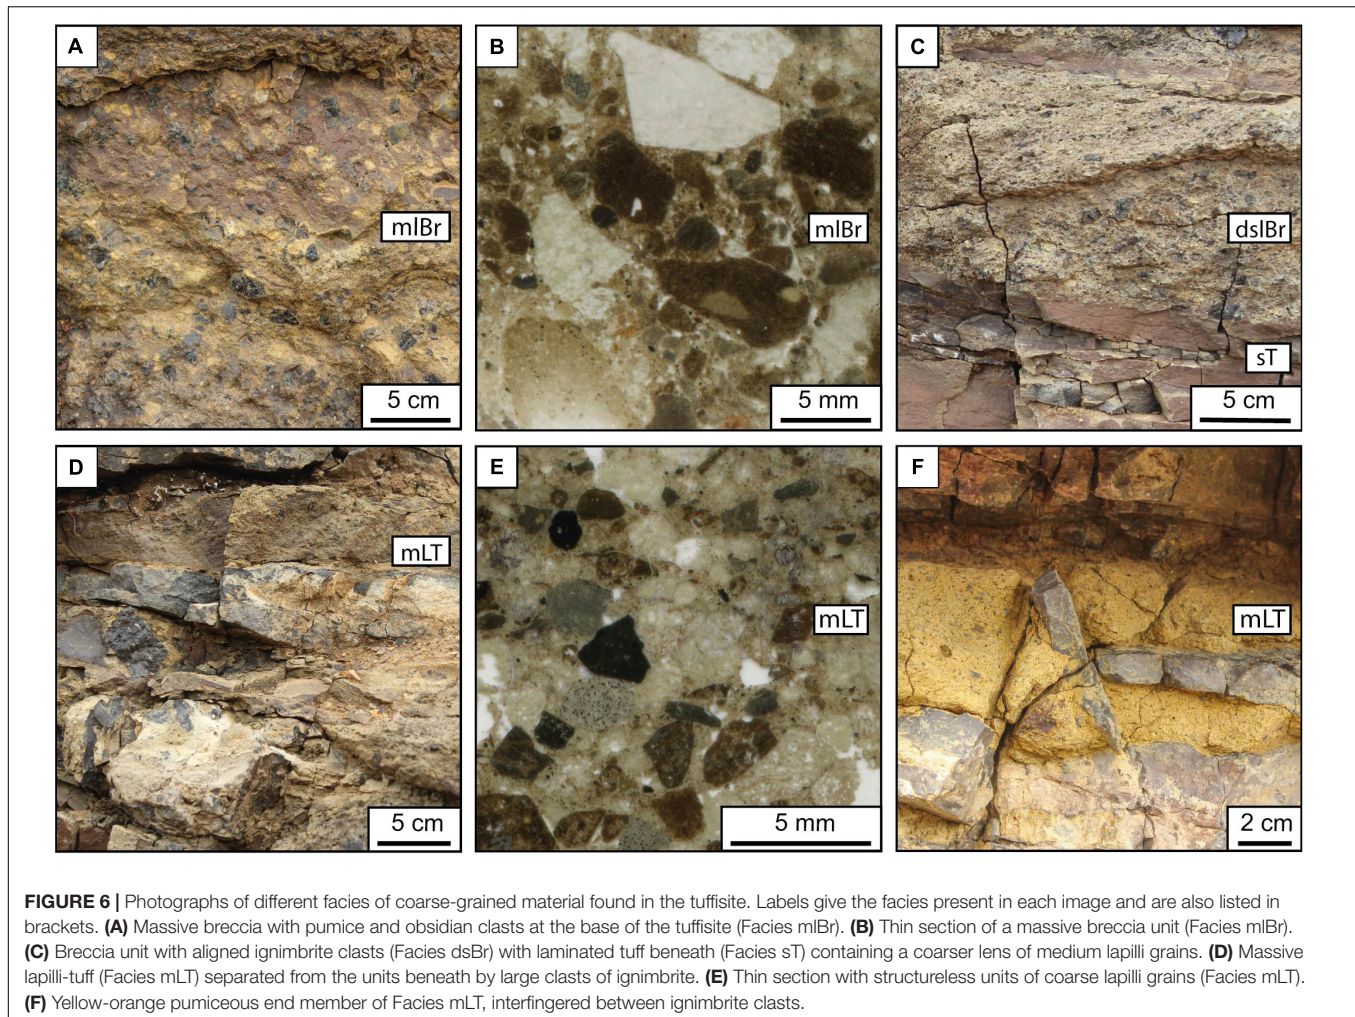 A
mlBr
5 cm
B
mlBr
5 mm
C
dslBr
sT
5 cm
D
mLT
5 cm
E
mLT
5 mm
F
mLT
2 cm
FIGURE 6 | Photographs of different facies of coarse-grained material found in the tuffisite. Labels give the facies present in each image and are also listed in
brackets. (A) Massive breccia with pumice and obsidian clasts at the base of the tuffisite (Facies mlBr). (B) Thin section of a massive breccia unit (Facies mlBr).
(C) Breccia unit with aligned ignimbrite clasts (Facies dsBr) with laminated tuff beneath (Facies sT) containing a coarser lens of medium lapilli grains. (D) Massive
lapilli-tuff (Facies mLT) separated from the units beneath by large clasts of ignimbrite. (E) Thin section with structureless units of coarse lapilli grains (Facies mLT).
(F) Yellow-orange pumiceous end member of Facies mLT, interfingered between ignimbrite clasts.